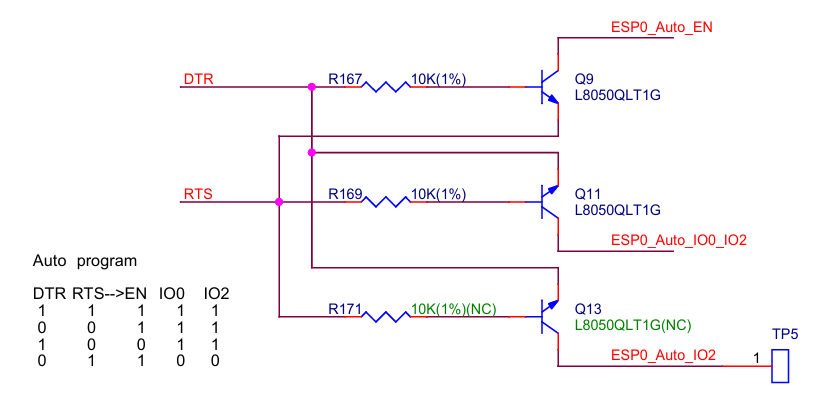 ESP0_Auto_EN
DTR R167 10K(1%) Q9
L8050QLT1G
RTS R169 10K(1%) Q11
L8050QLT1G
ESP0_Auto_IO0_IO2
Auto program
DTR RTS-->EN IO0 IO2
1 1 1 1 1
0 0 1 1 1
1 0 0 1 1
0 1 1 0 0
R171 10K(1%)(NC) Q13
L8050QLT1G(NC)
TP5
ESP0_Auto_IO2 1